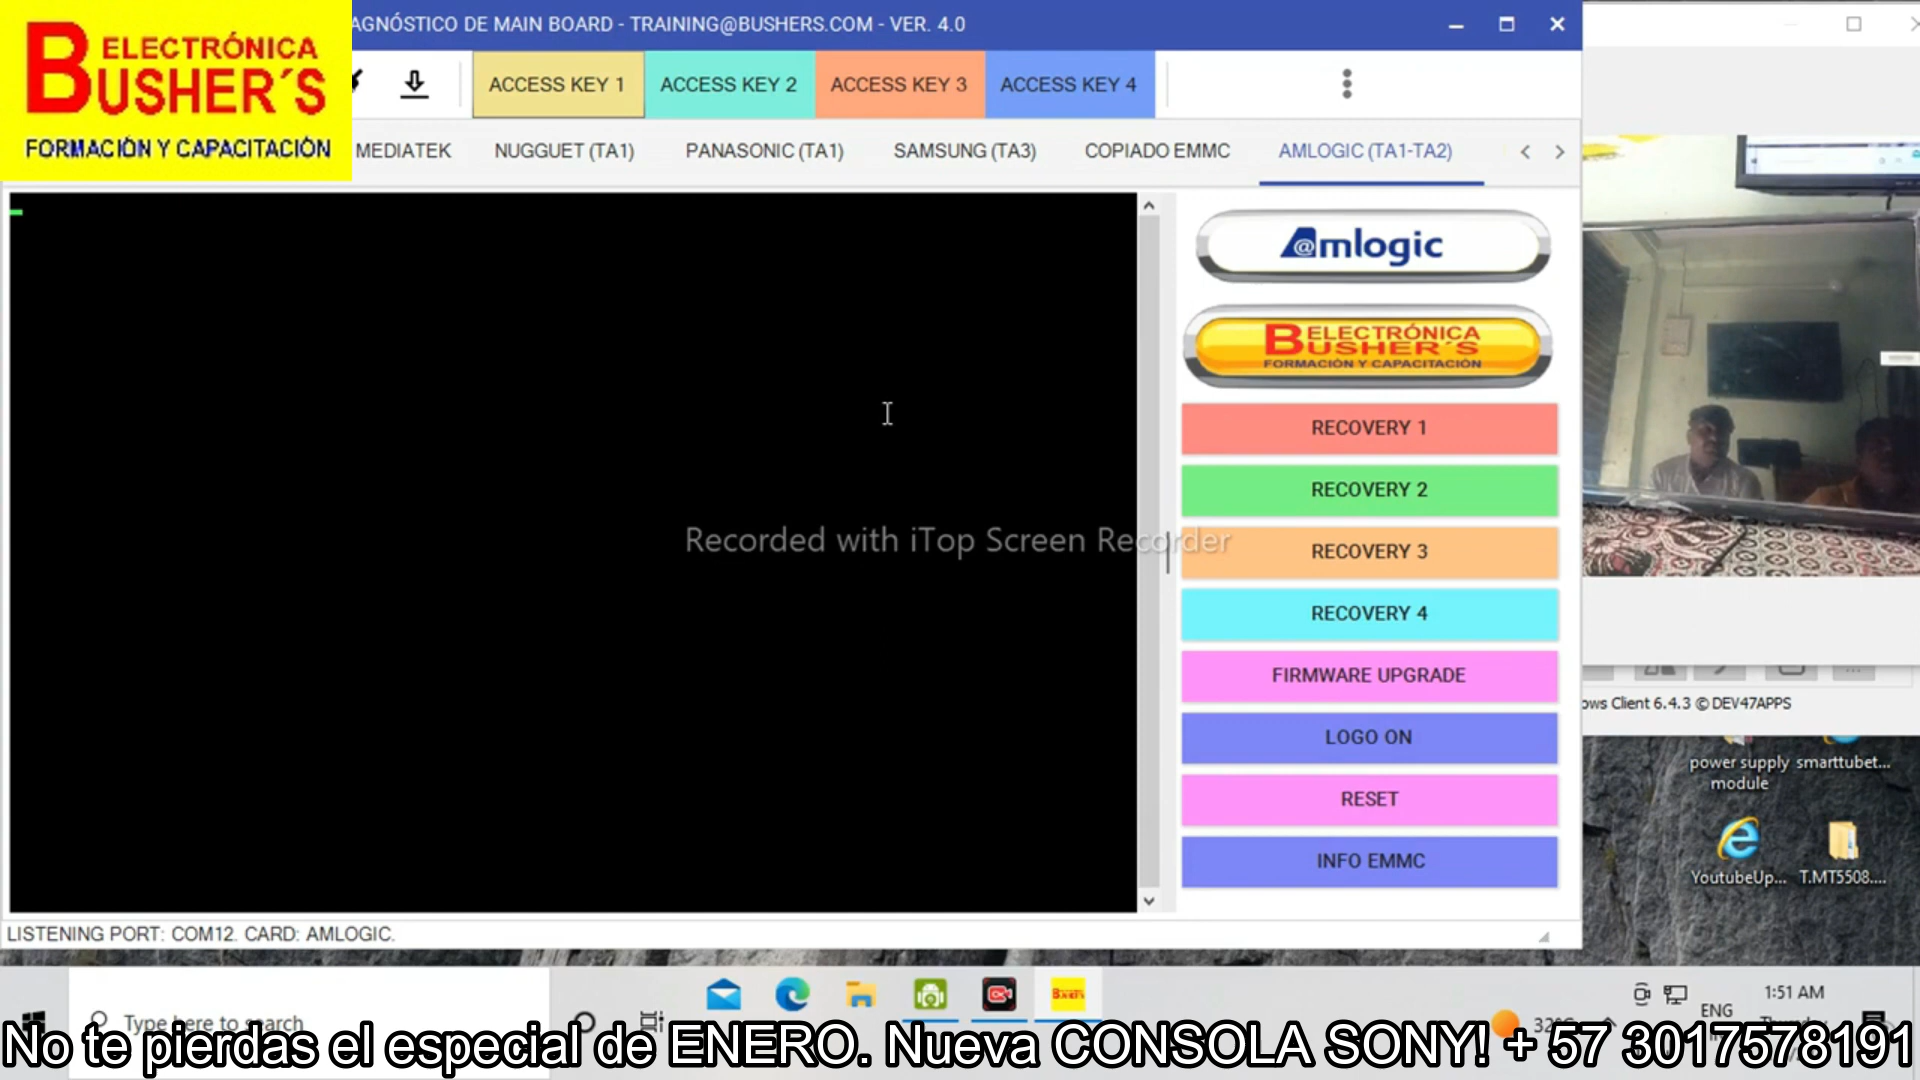 BUSHER´S
ELECTRÓNICA
FORMACIÓN Y CAPACITACIÓN
AGNÓSTICO DE MAIN BOARD - TRAINING@BUSHERS.COM - VER. 4.0
ACCESS KEY 1
ACCESS KEY 2
ACCESS KEY 3
ACCESS KEY 4
MEDIATEK
NUGGUET (TA1)
PANASONIC (TA1)
SAMSUNG (TA3)
COPIADO EMMC
AMLOGIC (TA1-TA2)
@mlogic
BUSHER´S
ELECTRÓNICA
FORMACIÓN Y CAPACITACIÓN
RECOVERY 1
RECOVERY 2
Recorded with iTop Screen Recorder
RECOVERY 3
RECOVERY 4
FIRMWARE UPGRADE
LOGO ON
RESET
INFO EMMC
LISTENING PORT: COM12. CARD: AMLOGIC.
ows Client 6.4.3 © DEV47APPS
power supply
module
smarttubet...
YoutubeUp...
T.MT5508....
Type here to search
ENG
1:51 AM
No te pierdas el especial de ENERO. Nueva CONSOLA SONY! + 57 3017578191